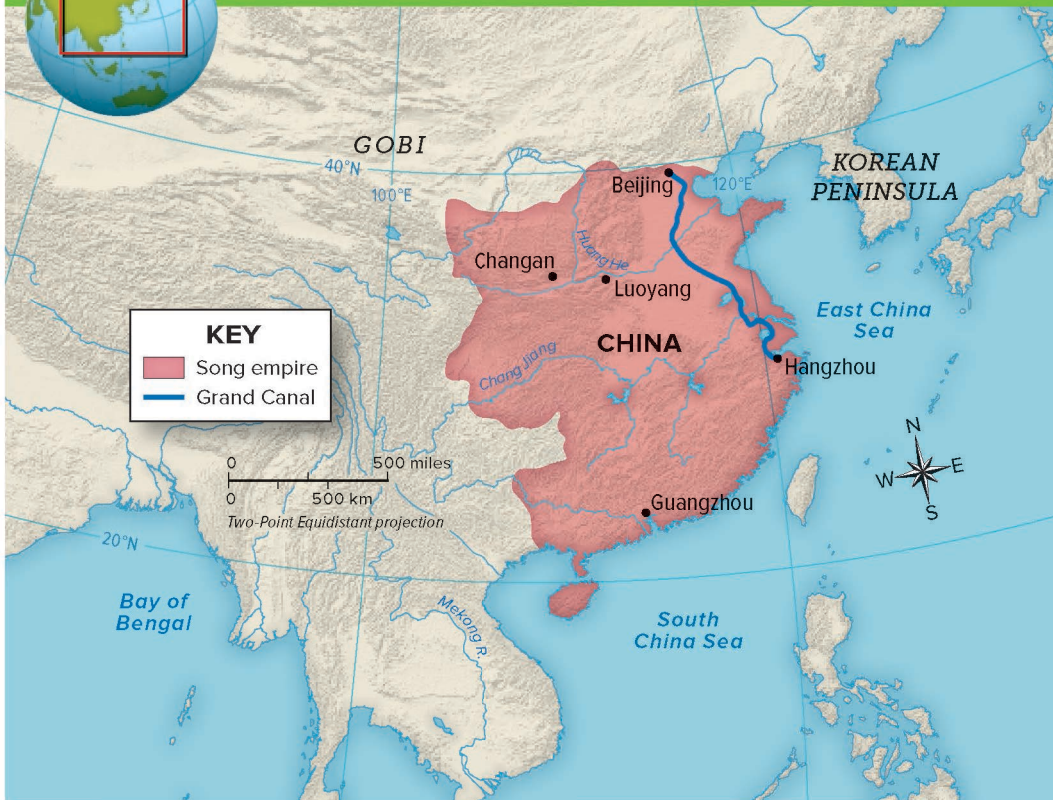 GOBI
40°N
100°E
Beijing
120°E
KOREAN
PENINSULA
Huang He
Changan
Luoyang
East China
Sea
KEY
Song empire
Grand Canal
CHINA
Chang Jiang
Hangzhou
N
W
E
S
0
500 miles
0
500 km
Two-Point Equidistant projection
Guangzhou
20°N
Bay of
Bengal
Mekong R.
South
China Sea